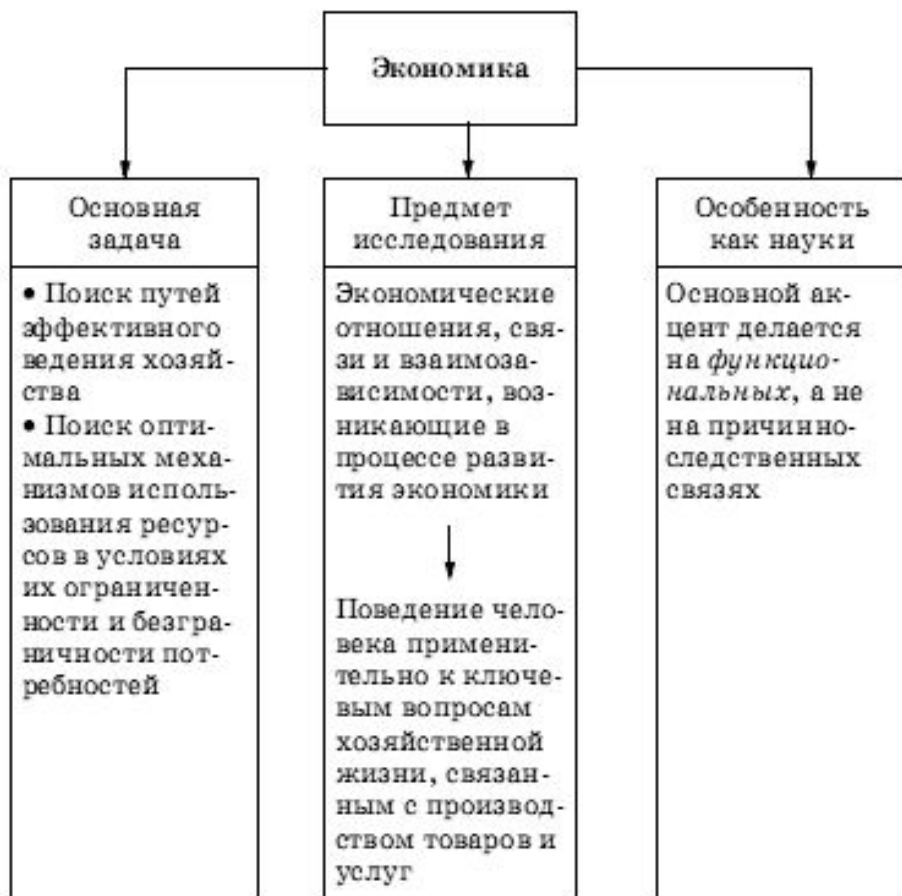 Экономика
Основная
задача
• Поиск путей
эффективного
ведения хозяй-
ства
• Поиск опти-
мальных меха-
низмов исполь-
зования ресур-
сов в условиях
их ограничен-
ности и безгра-
ничности пот-
ребностей
Предмет
исследования
Экономические
отношения, свя-
зи и взаимоза-
висимости, воз-
никающие в
процессе разви-
тия экономики
Поведение чело-
века примени-
тельно к ключе-
вым вопросам
хозяйственной
жизни, связан-
ным с производ-
ством товаров и
услуг
Особенность
как науки
Основной ак-
цент делается
на функцио-
нальных, а не
на причинно-
следственных
связях